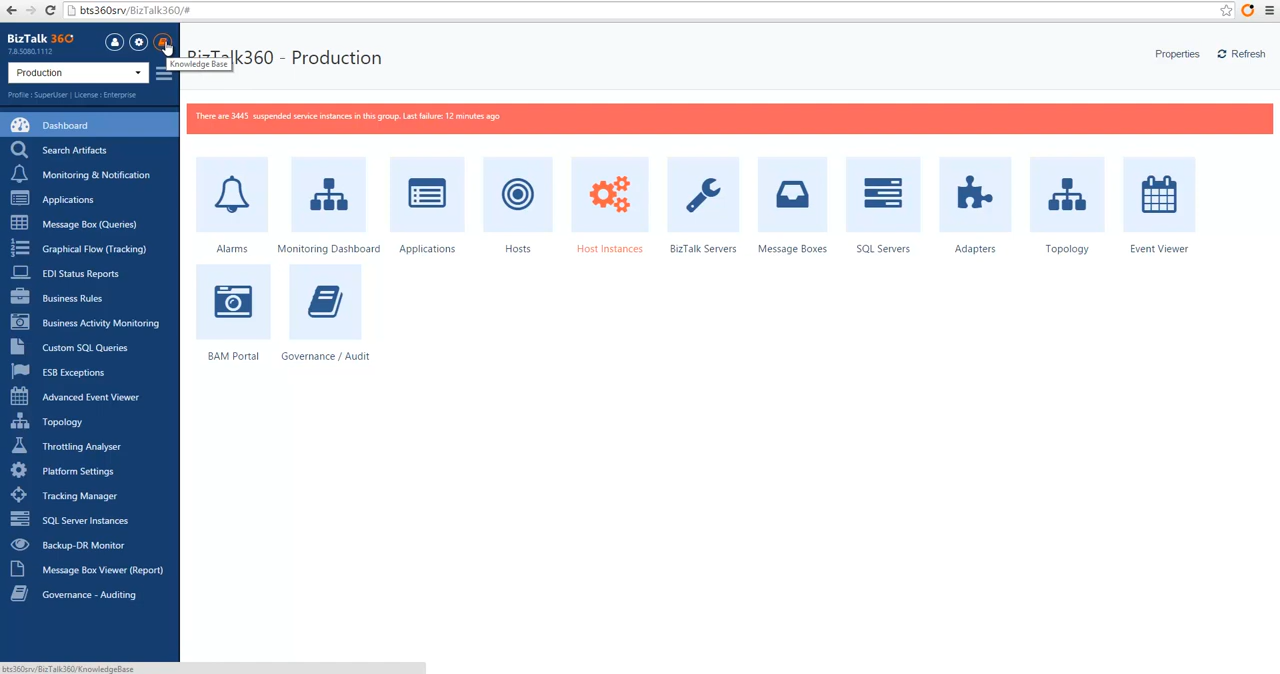 bts360srv/BizTalk360/#
BizTalk 360
7.8.5080.1112
Knowledge Base
Production
Profile : SuperUser | License : Enterprise
BizTalk360 - Production
Properties
Refresh
There are 3445 suspended service instances in this group. Last failure: 12 minutes ago
Dashboard
Search Artifacts
Monitoring & Notification
Applications
Message Box (Queries)
Graphical Flow (Tracking)
EDI Status Reports
Business Rules
Business Activity Monitoring
Custom SQL Queries
ESB Exceptions
Advanced Event Viewer
Topology
Throttling Analyser
Platform Settings
Tracking Manager
SQL Server Instances
Backup-DR Monitor
Message Box Viewer (Report)
Governance - Auditing
Alarms
Monitoring Dashboard
Applications
Hosts
Host Instances
BizTalk Servers
Message Boxes
SQL Servers
Adapters
Topology
Event Viewer
BAM Portal
Governance / Audit
bts360srv/BizTalk360/KnowledgeBase